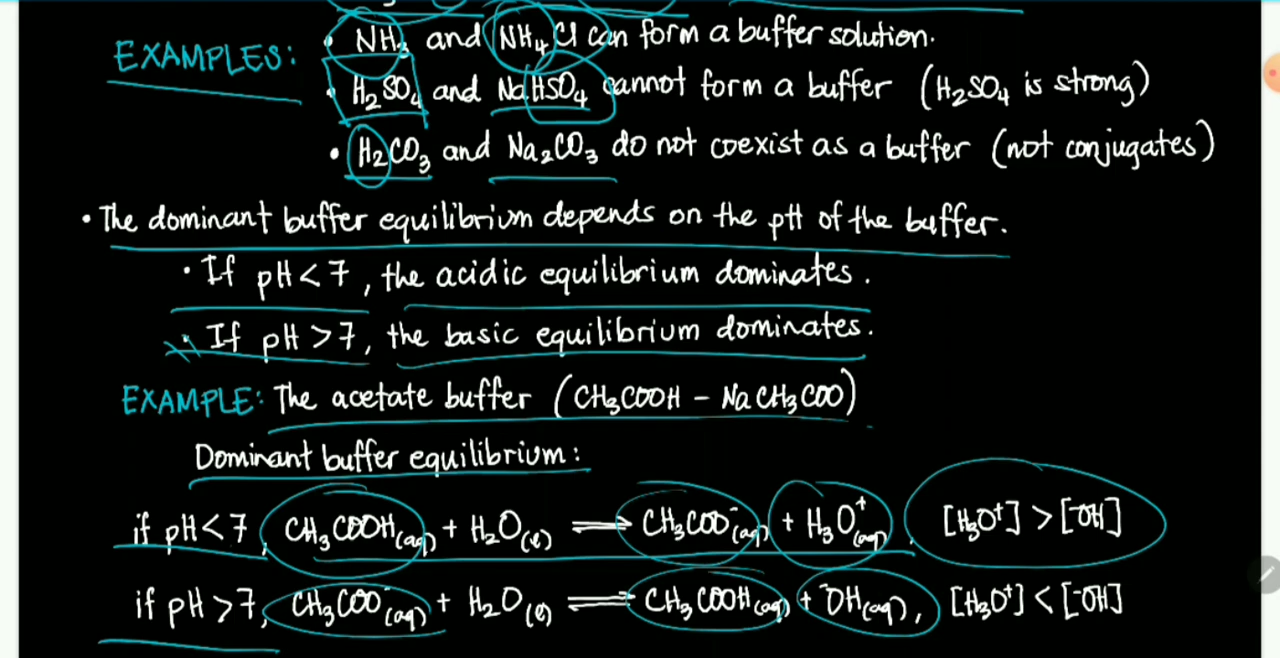 EXAMPLES: • NH₃ and NH₄Cl can form a buffer solution.
• H₂SO₄ and NaHSO₄ cannot form a buffer (H₂SO₄ is strong)
• H₂CO₃ and Na₂CO₃ do not coexist as a buffer (not conjugates)
• The dominant buffer equilibrium depends on the pH of the buffer.
• If pH < 7, the acidic equilibrium dominates.
• If pH > 7, the basic equilibrium dominates.
EXAMPLE: The acetate buffer (CH₃COOH – NaCH₃COO)
Dominant buffer equilibrium:
if pH < 7, CH₃COOH(aq) + H₂O(l) ⇌ CH₃COO⁻(aq) + H₃O⁺(aq), [H₃O⁺] > [⁻OH]
if pH > 7, CH₃COO⁻(aq) + H₂O(l) ⇌ CH₃COOH(aq) + ⁻OH(aq), [H₃O⁺] < [⁻OH]